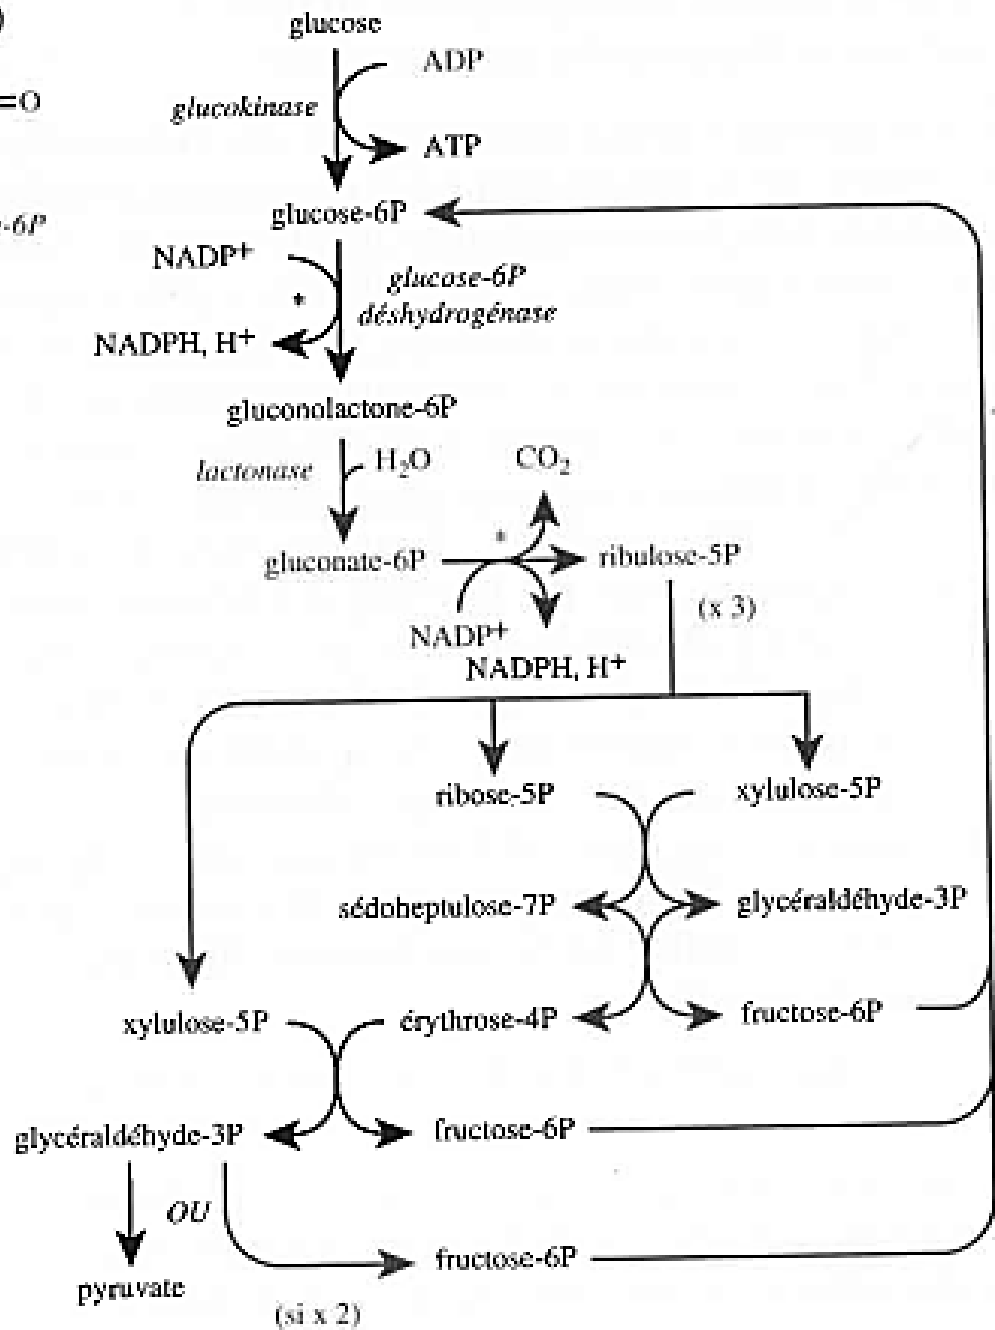 )
glucose
ADP
=O
glucokinase
ATP
-6P
glucose-6P
NADP+
glucose-6P
*
déshydrogénase
NADPH, H+
gluconolactone-6P
lactonase
H2O
CO2
*
gluconate-6P
ribulose-5P
(x 3)
NADP+
NADPH, H+
ribose-5P
xylulose-5P
sédoheptulose-7P
glycéraldéhyde-3P
xylulose-5P
érythrose-4P
fructose-6P
glycéraldéhyde-3P
fructose-6P
OU
fructose-6P
pyruvate
(si x 2)